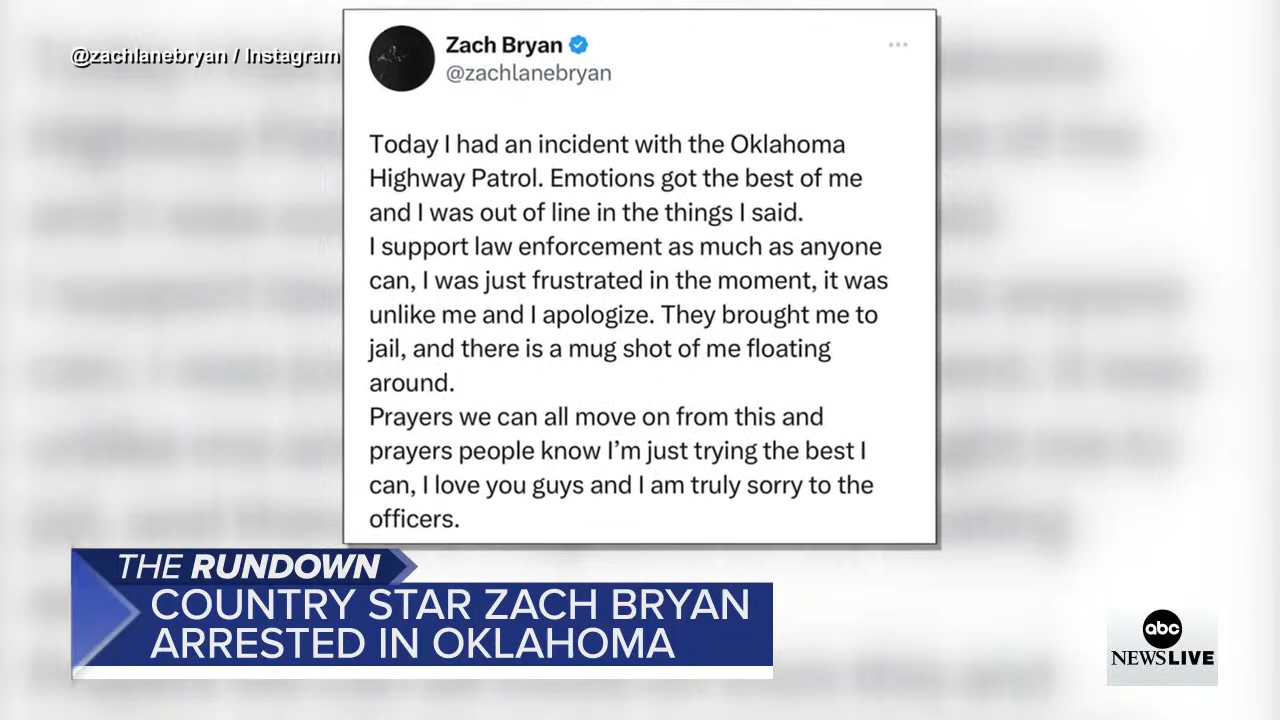 @zachlanebryan / Instagram
Zach Bryan
@zachlanebryan
Today I had an incident with the Oklahoma
Highway Patrol. Emotions got the best of me
and I was out of line in the things I said.
I support law enforcement as much as anyone
can, I was just frustrated in the moment, it was
unlike me and I apologize. They brought me to
jail, and there is a mug shot of me floating
around.
Prayers we can all move on from this and
prayers people know I’m just trying the best I
can, I love you guys and I am truly sorry to the
officers.
THE RUNDOWN
COUNTRY STAR ZACH BRYAN
ARRESTED IN OKLAHOMA
abc
NEWSLIVE